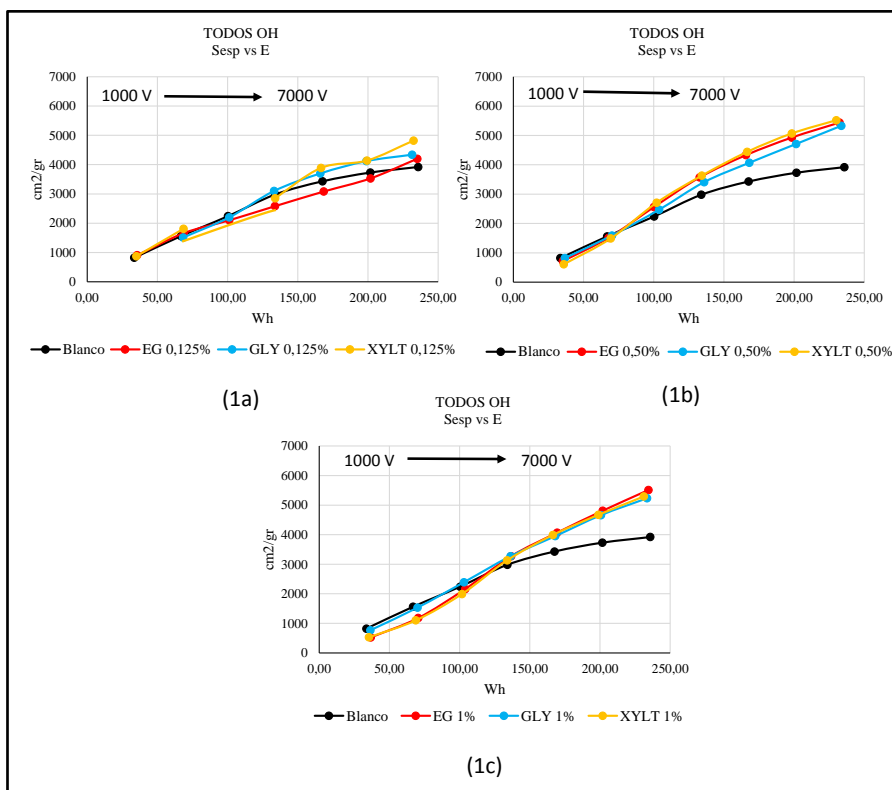 TODOS OH
Sesp vs E
7000
6000
5000
4000
3000
2000
1000
0
cm2/gr
1000 V
7000 V
0,00 50,00 100,00 150,00 200,00 250,00
Wh
Blanco EG 0,125% GLY 0,125% XYLT 0,125%
(1a)
TODOS OH
Sesp vs E
7000
6000
5000
4000
3000
2000
1000
0
cm2/gr
1000 V
7000 V
0,00 50,00 100,00 150,00 200,00 250,00
Wh
Blanco EG 0,50% GLY 0,50% XYLT 0,50%
(1b)
TODOS OH
Sesp vs E
7000
6000
5000
4000
3000
2000
1000
0
cm2/gr
1000 V
7000 V
0,00 50,00 100,00 150,00 200,00 250,00
Wh
Blanco EG 1% GLY 1% XYLT 1%
(1c)